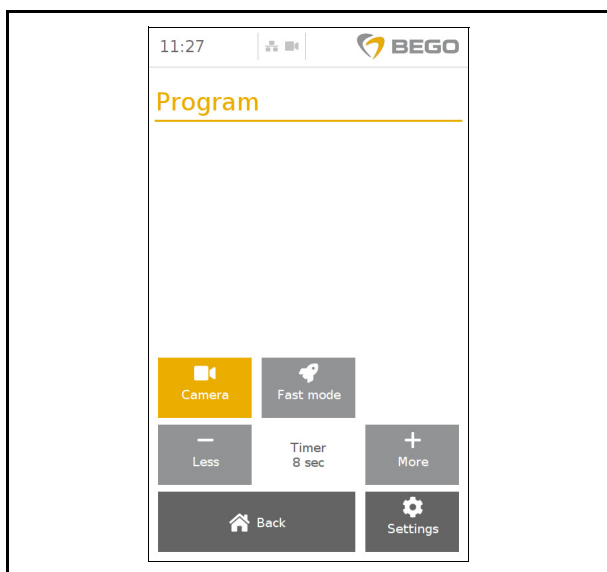 11:27
BEGO
Program
Camera
Fast mode
Less
Timer
8 sec
More
Back
Settings